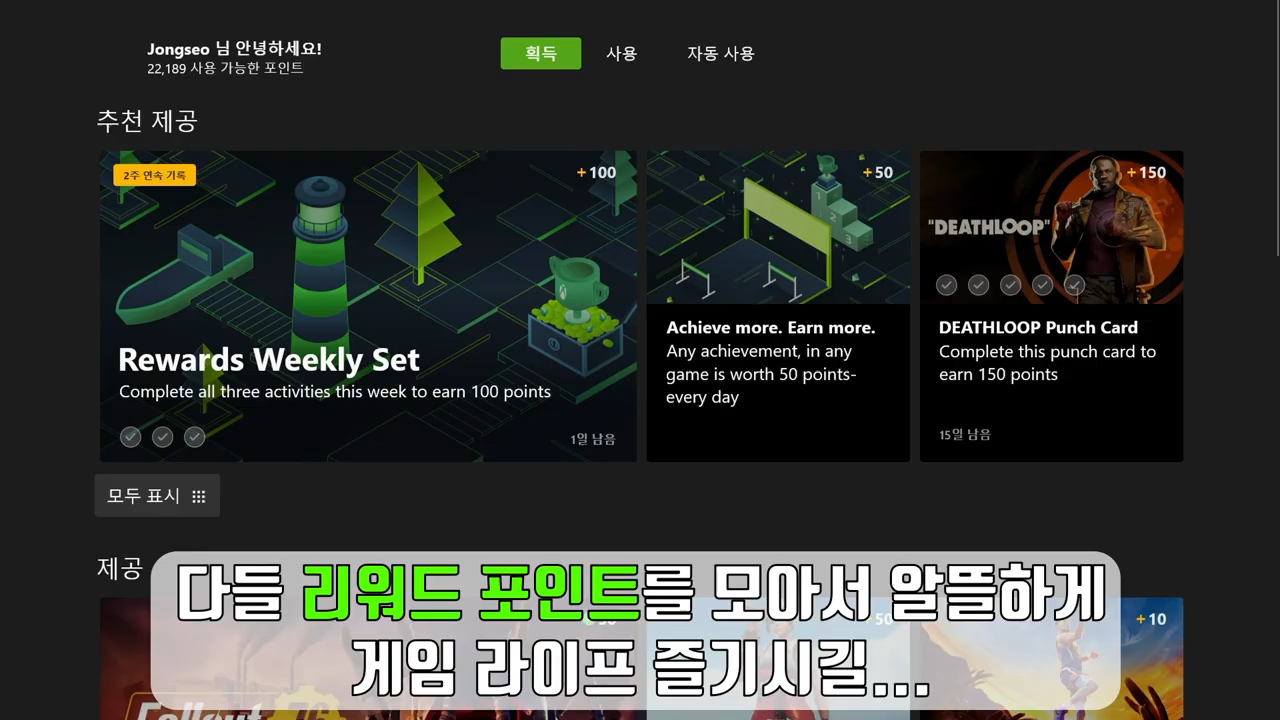 Jongseo 님 안녕하세요!
22,189 사용 가능한 포인트
획득
사용
자동 사용
추천 제공
2주 연속 기록
+100
Rewards Weekly Set
Complete all three activities this week to earn 100 points
1일 남음
+50
Achieve more. Earn more.
Any achievement, in any
game is worth 50 points-
every day
+150
"DEATHLOOP"
DEATHLOOP Punch Card
Complete this punch card to
earn 150 points
15일 남음
모두 표시
제공
50
+10
다들 리워드 포인트를 모아서 알뜰하게
게임 라이프 즐기시길...
Fallout 76